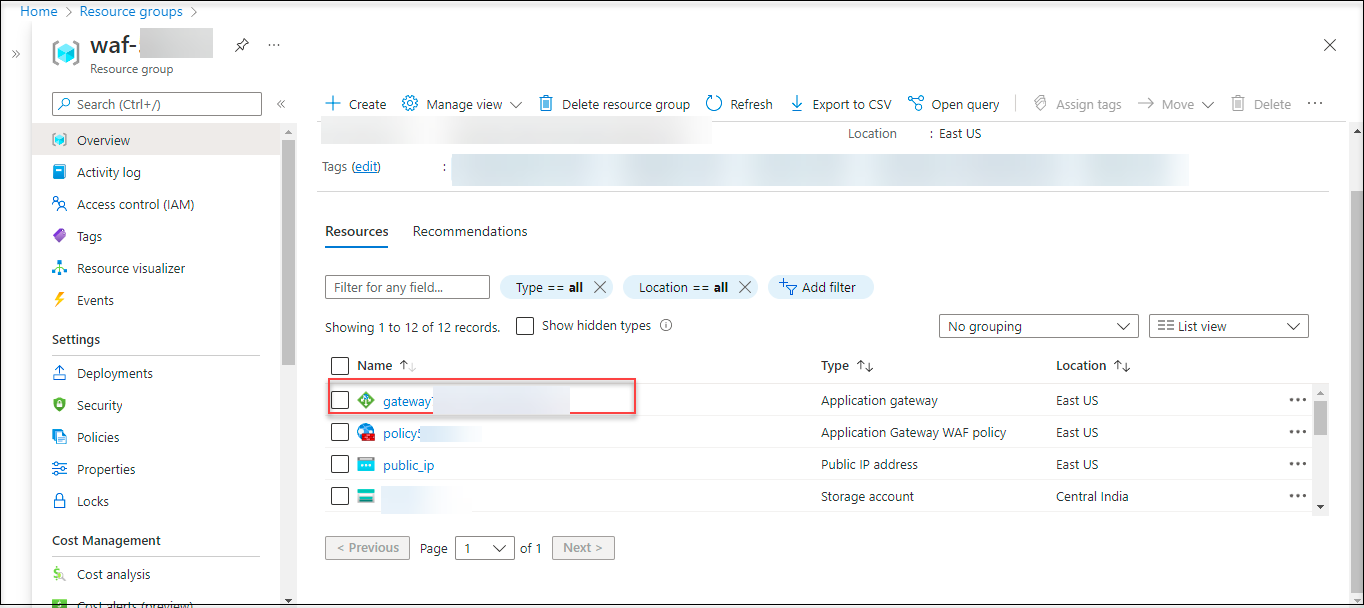 Home > Resource groups >
»
waf-
...
Resource group
Search (Ctrl+/)
«
Overview
Activity log
Access control (IAM)
Tags
Resource visualizer
Events
Settings
Deployments
Security
Policies
Properties
Locks
Cost Management
Cost analysis
Cost alerts (preview)
Create Manage view Delete resource group Refresh Export to CSV Open query Assign tags Move Delete ...
Location : East US
Tags (edit) :
Resources Recommendations
Filter for any field... Type == all Location == all Add filter
Showing 1 to 12 of 12 records. Show hidden types
No grouping List view
Name Type Location
gateway Application gateway East US
policy Application Gateway WAF policy East US
public_ip Public IP address East US
Storage account Central India
< Previous Page 1 of 1 Next >